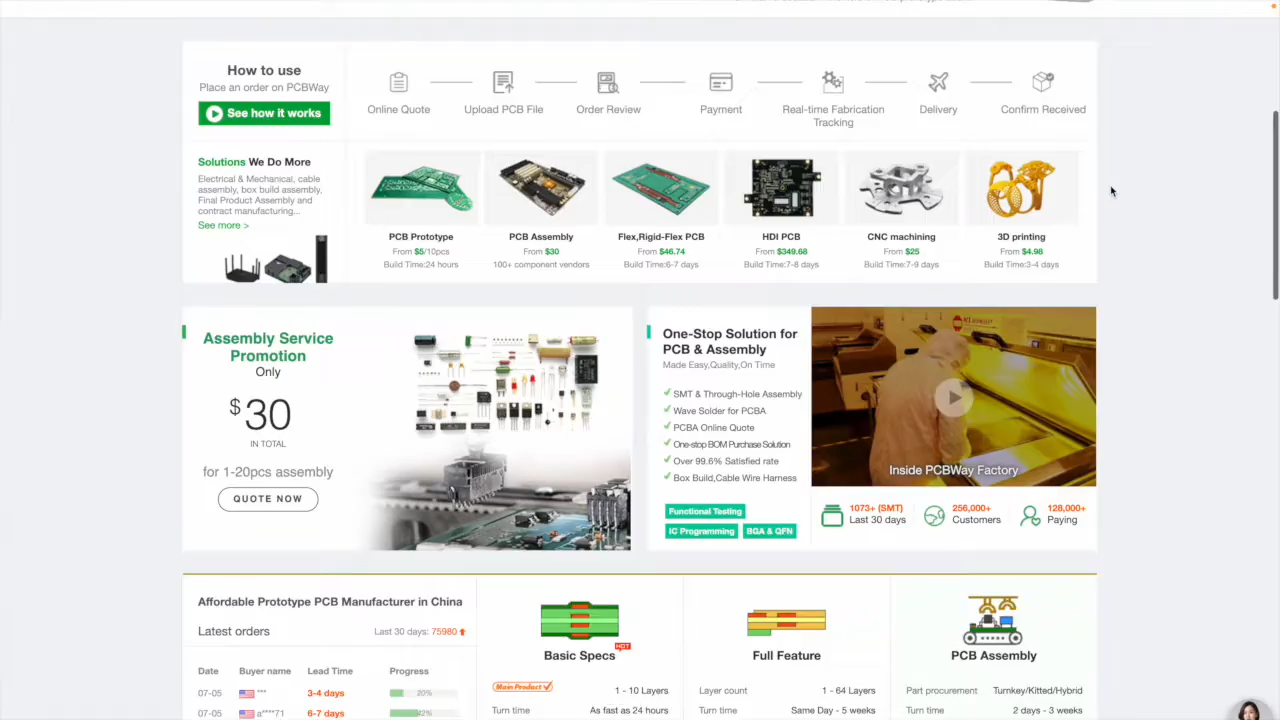 How to use
Place an order on PCBWay
See how it works
Online Quote
Upload PCB File
Order Review
Payment
Real-time Fabrication
Tracking
Delivery
Confirm Received
Solutions We Do More
Electrical & Mechanical, cable
assembly, box build assembly,
Final Product Assembly and
contract manufacturing...
See more >
PCB Prototype
From $5/10pcs
Build Time:24 hours
PCB Assembly
From $30
100+ component vendors
Flex,Rigid-Flex PCB
From $46.74
Build Time:6-7 days
HDI PCB
From $349.68
Build Time:7-8 days
CNC machining
From $25
Build Time:7-9 days
3D printing
From $4.98
Build Time:3-4 days
Assembly Service
Promotion
Only
$30
IN TOTAL
for 1-20pcs assembly
QUOTE NOW
One-Stop Solution for
PCB & Assembly
Made Easy,Quality,On Time
SMT & Through-Hole Assembly
Wave Solder for PCBA
PCBA Online Quote
One-stop BOM Purchase Solution
Over 99.6% Satisfied rate
Box Build,Cable Wire Harness
Functional Testing
IC Programming BGA & QFN
Inside PCBWay Factory
1073+ (SMT)
Last 30 days
256,000+
Customers
128,000+
Paying
Affordable Prototype PCB Manufacturer in China
Latest orders Last 30 days: 75980
Date Buyer name Lead Time Progress
07-05 *** 3-4 days 20%
07-05 a****71 6-7 days 42%
Basic Specs
HOT
Main Product 1 - 10 Layers
Turn time As fast as 24 hours
Full Feature
Layer count 1 - 64 Layers
Turn time Same Day - 5 weeks
PCB Assembly
Part procurement Turnkey/Kitted/Hybrid
Turn time 2 days - 3 weeks